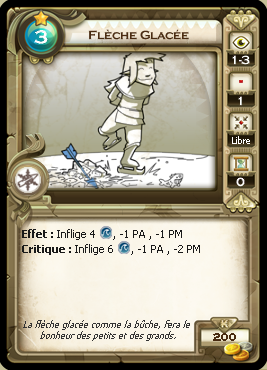 3
FLÈCHE GLACÉE
1-3
1
Libre
0
Effet : Inflige 4 , -1 PA , -1 PM
Critique : Inflige 6 , -1 PA , -2 PM
La flèche glacée comme la bûche, fera le
bonheur des petits et des grands.
200